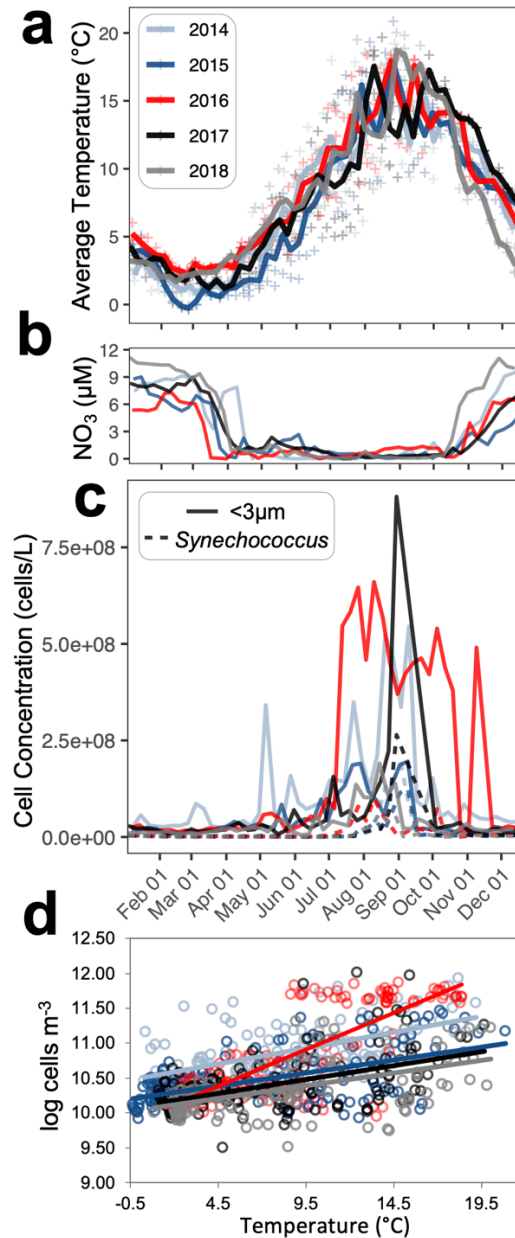 a
Average Temperature (°C)
20
15
10
5
0
2014
2015
2016
2017
2018
b
NO₃ (µM)
12
9
6
3
0
c
Cell Concentration (cells/L)
7.5e+08
5.0e+08
2.5e+08
0.0e+00
<3µm
Synechococcus
Feb 01
Mar 01
Apr 01
May 01
Jun 01
Jul 01
Aug 01
Sep 01
Oct 01
Nov 01
Dec 01
d
log cells m⁻³
12.50
12.00
11.50
11.00
10.50
10.00
9.50
9.00
-0.5 4.5 9.5 14.5 19.5
Temperature (°C)